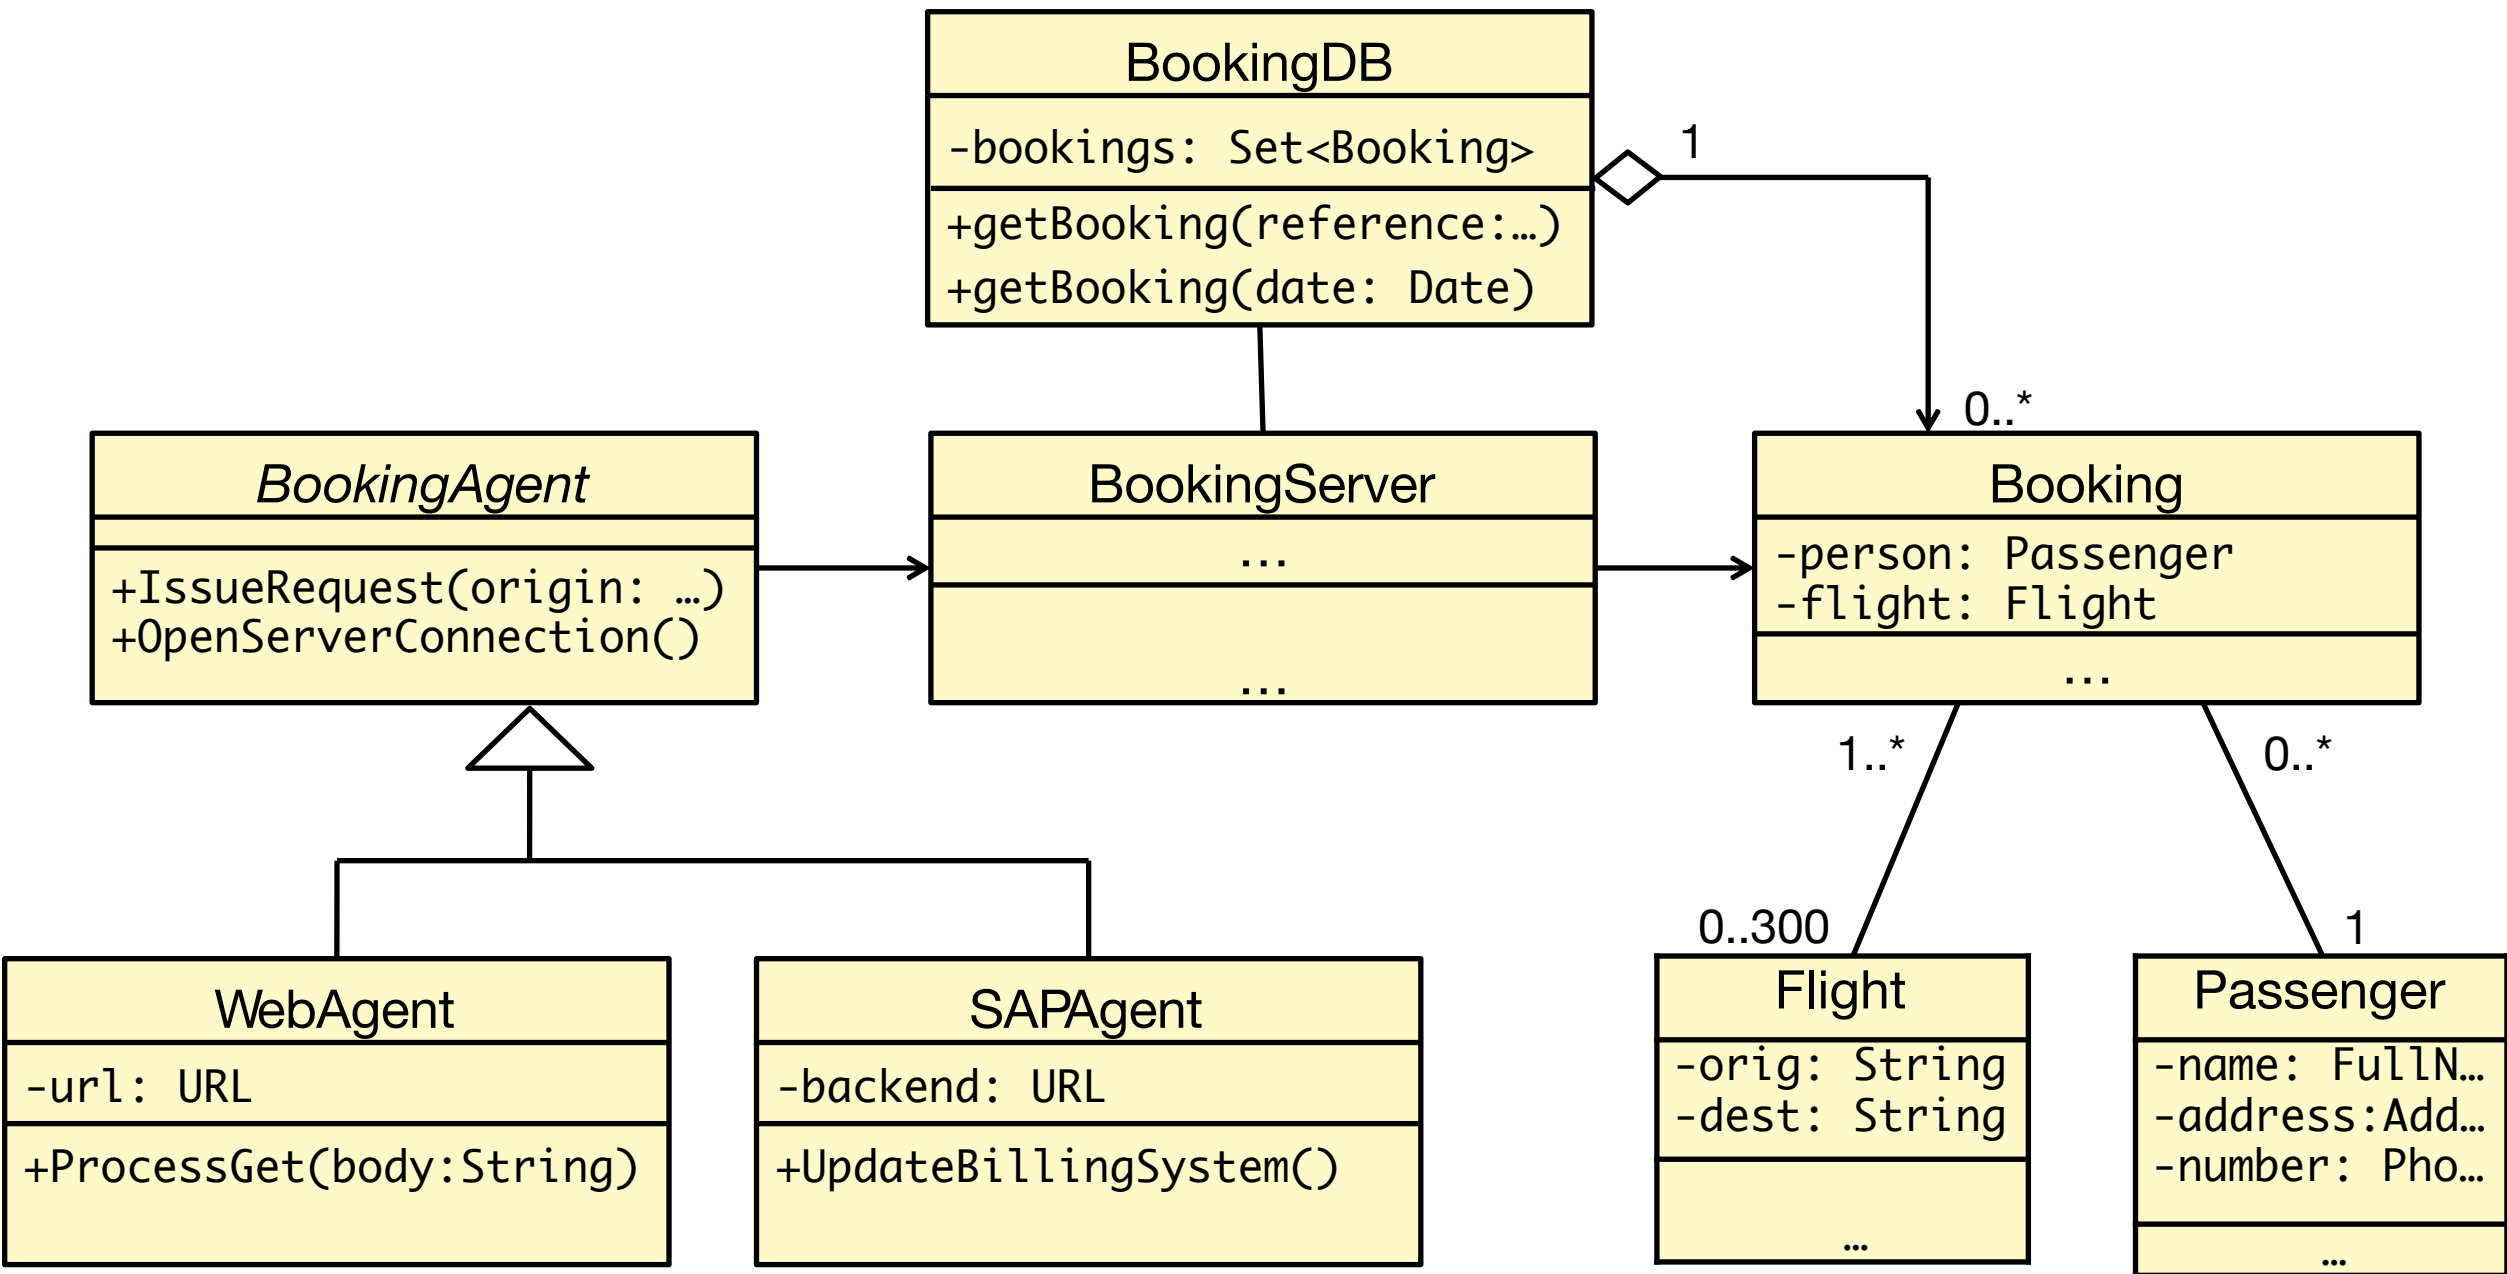 BookingDB
-bookings: Set<Booking>
+getBooking(reference:…)
+getBooking(date: Date)
1
0..*
BookingAgent
+IssueRequest(origin: …)
+OpenServerConnection()
BookingServer
…
…
Booking
-person: Passenger
-flight: Flight
…
1..*
0..*
0..300
1
WebAgent
-url: URL
+ProcessGet(body:String)
SAPAgent
-backend: URL
+UpdateBillingSystem()
Flight
-orig: String
-dest: String
…
Passenger
-name: FullN…
-address:Add…
-number: Pho…
…